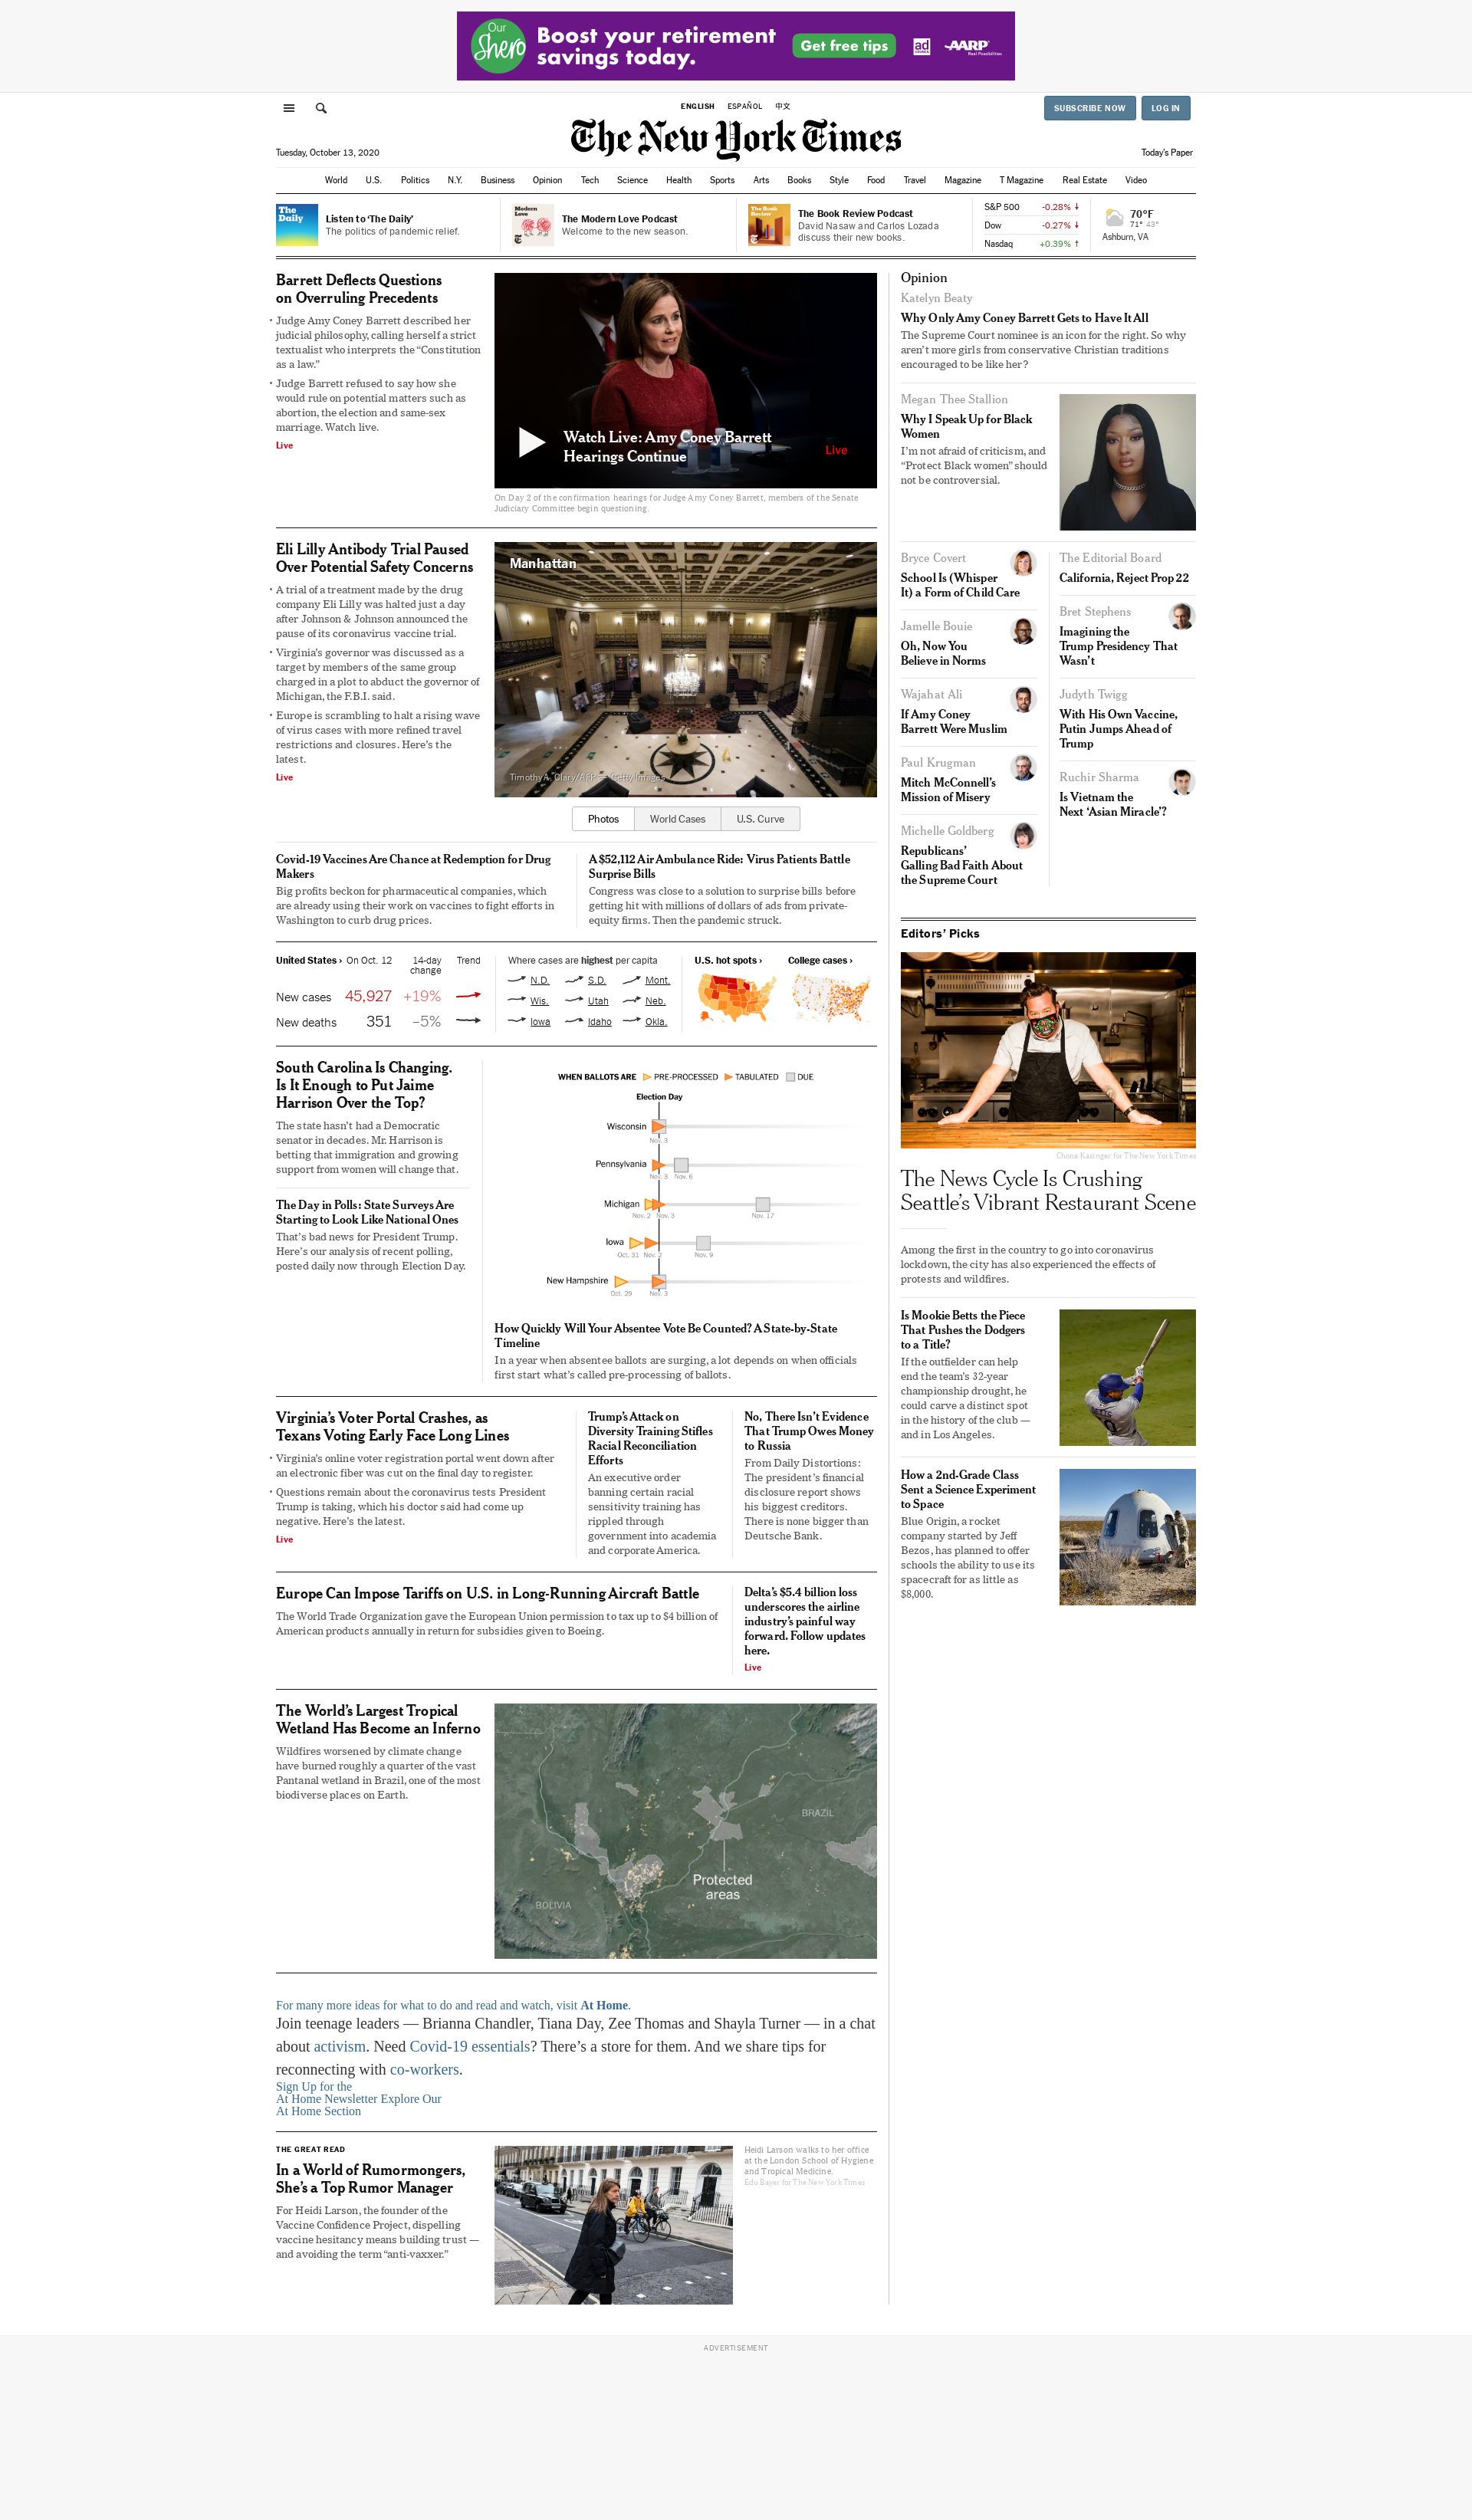 Our
Shero
Boost your retirement
savings today.
Get free tips
ad
AARP
Real Possibilities
ENGLISH ESPAÑOL 中文
SUBSCRIBE NOW LOG IN
The New York Times
Tuesday, October 13, 2020
Today's Paper
World U.S. Politics N.Y. Business Opinion Tech Science Health Sports Arts Books Style Food Travel Magazine T Magazine Real Estate Video
The
Daily
Listen to ‘The Daily’
The politics of pandemic relief.
Modern
Love
The Modern Love Podcast
Welcome to the new season.
The Book
Review
The Book Review Podcast
David Nasaw and Carlos Lozada
discuss their new books.
S&P 500 -0.28% ↓
Dow -0.27% ↓
Nasdaq +0.39% ↑
70°F
71° 43°
Ashburn, VA
Barrett Deflects Questions
on Overruling Precedents
• Judge Amy Coney Barrett described her
judicial philosophy, calling herself a strict
textualist who interprets the “Constitution
as a law.”
• Judge Barrett refused to say how she
would rule on potential matters such as
abortion, the election and same-sex
marriage. Watch live.
Live
Watch Live: Amy Coney Barrett
Hearings Continue
Live
On Day 2 of the confirmation hearings for Judge Amy Coney Barrett, members of the Senate
Judiciary Committee begin questioning.
Eli Lilly Antibody Trial Paused
Over Potential Safety Concerns
• A trial of a treatment made by the drug
company Eli Lilly was halted just a day
after Johnson & Johnson announced the
pause of its coronavirus vaccine trial.
• Virginia’s governor was discussed as a
target by members of the same group
charged in a plot to abduct the governor of
Michigan, the F.B.I. said.
• Europe is scrambling to halt a rising wave
of virus cases with more refined travel
restrictions and closures. Here’s the
latest.
Live
Manhattan
Timothy A. Clary/AFP — Getty Images
Photos World Cases U.S. Curve
Covid-19 Vaccines Are Chance at Redemption for Drug
Makers
Big profits beckon for pharmaceutical companies, which
are already using their work on vaccines to fight efforts in
Washington to curb drug prices.
A $52,112 Air Ambulance Ride: Virus Patients Battle
Surprise Bills
Congress was close to a solution to surprise bills before
getting hit with millions of dollars of ads from private-
equity firms. Then the pandemic struck.
United States › On Oct. 12 14-day
change Trend
New cases 45,927 +19%
New deaths 351 –5%
Where cases are highest per capita
N.D. S.D. Mont.
Wis. Utah Neb.
Iowa Idaho Okla.
U.S. hot spots › College cases ›
South Carolina Is Changing.
Is It Enough to Put Jaime
Harrison Over the Top?
The state hasn’t had a Democratic
senator in decades. Mr. Harrison is
betting that immigration and growing
support from women will change that.
The Day in Polls: State Surveys Are
Starting to Look Like National Ones
That’s bad news for President Trump.
Here’s our analysis of recent polling,
posted daily now through Election Day.
WHEN BALLOTS ARE PRE-PROCESSED TABULATED DUE
Election Day
Wisconsin
Nov. 3
Pennsylvania
Nov. 3 Nov. 6
Michigan
Nov. 2 Nov. 3 Nov. 17
Iowa
Oct. 31 Nov. 2 Nov. 9
New Hampshire
Oct. 29 Nov. 3
How Quickly Will Your Absentee Vote Be Counted? A State-by-State
Timeline
In a year when absentee ballots are surging, a lot depends on when officials
first start what’s called pre-processing of ballots.
Virginia’s Voter Portal Crashes, as
Texans Voting Early Face Long Lines
• Virginia’s online voter registration portal went down after
an electronic fiber was cut on the final day to register.
• Questions remain about the coronavirus tests President
Trump is taking, which his doctor said had come up
negative. Here’s the latest.
Live
Trump’s Attack on
Diversity Training Stifles
Racial Reconciliation
Efforts
An executive order
banning certain racial
sensitivity training has
rippled through
government into academia
and corporate America.
No, There Isn’t Evidence
That Trump Owes Money
to Russia
From Daily Distortions:
The president’s financial
disclosure report shows
his biggest creditors.
There is none bigger than
Deutsche Bank.
Europe Can Impose Tariffs on U.S. in Long-Running Aircraft Battle
The World Trade Organization gave the European Union permission to tax up to $4 billion of
American products annually in return for subsidies given to Boeing.
Delta’s $5.4 billion loss
underscores the airline
industry’s painful way
forward. Follow updates
here.
Live
The World’s Largest Tropical
Wetland Has Become an Inferno
Wildfires worsened by climate change
have burned roughly a quarter of the vast
Pantanal wetland in Brazil, one of the most
biodiverse places on Earth.
BRAZIL
Protected
areas
BOLIVIA
For many more ideas for what to do and read and watch, visit At Home.
Join teenage leaders — Brianna Chandler, Tiana Day, Zee Thomas and Shayla Turner — in a chat
about activism. Need Covid-19 essentials? There’s a store for them. And we share tips for
reconnecting with co-workers.
Sign Up for the
At Home Newsletter Explore Our
At Home Section
THE GREAT READ
In a World of Rumormongers,
She’s a Top Rumor Manager
For Heidi Larson, the founder of the
Vaccine Confidence Project, dispelling
vaccine hesitancy means building trust —
and avoiding the term “anti-vaxxer.”
Heidi Larson walks to her office
at the London School of Hygiene
and Tropical Medicine.
Edu Bayer for The New York Times
Opinion
Katelyn Beaty
Why Only Amy Coney Barrett Gets to Have It All
The Supreme Court nominee is an icon for the right. So why
aren’t more girls from conservative Christian traditions
encouraged to be like her?
Megan Thee Stallion
Why I Speak Up for Black
Women
I’m not afraid of criticism, and
“Protect Black women” should
not be controversial.
Bryce Covert
School Is (Whisper
It) a Form of Child Care
Jamelle Bouie
Oh, Now You
Believe in Norms
Wajahat Ali
If Amy Coney
Barrett Were Muslim
Paul Krugman
Mitch McConnell’s
Mission of Misery
Michelle Goldberg
Republicans’
Galling Bad Faith About
the Supreme Court
The Editorial Board
California, Reject Prop 22
Bret Stephens
Imagining the
Trump Presidency That
Wasn’t
Judyth Twigg
With His Own Vaccine,
Putin Jumps Ahead of
Trump
Ruchir Sharma
Is Vietnam the
Next ‘Asian Miracle’?
Editors’ Picks
Chona Kasinger for The New York Times
The News Cycle Is Crushing
Seattle’s Vibrant Restaurant Scene
Among the first in the country to go into coronavirus
lockdown, the city has also experienced the effects of
protests and wildfires.
Is Mookie Betts the Piece
That Pushes the Dodgers
to a Title?
If the outfielder can help
end the team’s 32-year
championship drought, he
could carve a distinct spot
in the history of the club —
and in Los Angeles.
How a 2nd-Grade Class
Sent a Science Experiment
to Space
Blue Origin, a rocket
company started by Jeff
Bezos, has planned to offer
schools the ability to use its
spacecraft for as little as
$8,000.
ADVERTISEMENT